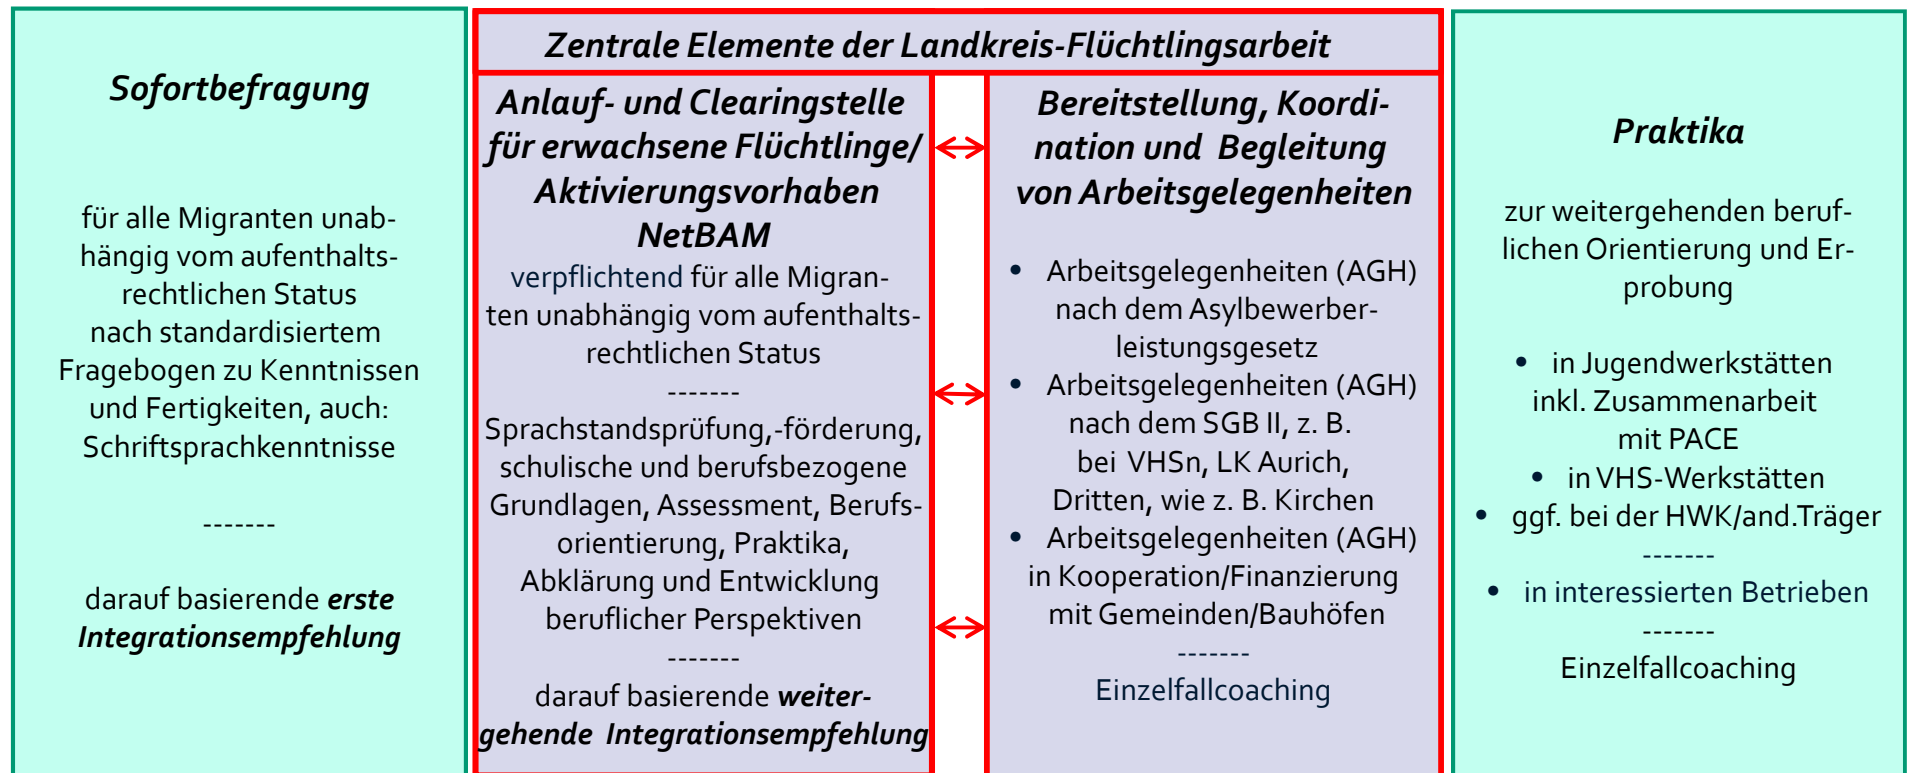 Sofortbefragung
für alle Migranten unab-
hängig vom aufenthalts-
rechtlichen Status
nach standardisiertem
Fragebogen zu Kenntnissen
und Fertigkeiten, auch:
Schriftsprachkenntnisse
-------
darauf basierende erste
Integrationsempfehlung
Zentrale Elemente der Landkreis-Flüchtlingsarbeit
Anlauf- und Clearingstelle
für erwachsene Flüchtlinge/
Aktivierungsvorhaben
NetBAM
verpflichtend für alle Migran-
ten unabhängig vom aufenthalts-
rechtlichen Status
-------
Sprachstandsprüfung,-förderung,
schulische und berufsbezogene
Grundlagen, Assessment, Berufs-
orientierung, Praktika,
Abklärung und Entwicklung
beruflicher Perspektiven
-------
darauf basierende weiter-
gehende Integrationsempfehlung
Bereitstellung, Koordi-
nation und Begleitung
von Arbeitsgelegenheiten
• Arbeitsgelegenheiten (AGH)
nach dem Asylbewerber-
leistungsgesetz
• Arbeitsgelegenheiten (AGH)
nach dem SGB II, z. B.
bei VHSn, LK Aurich,
Dritten, wie z. B. Kirchen
• Arbeitsgelegenheiten (AGH)
in Kooperation/Finanzierung
mit Gemeinden/Bauhöfen
-------
Einzelfallcoaching
Praktika
zur weitergehenden beruf-
lichen Orientierung und Er-
probung
• in Jugendwerkstätten
inkl. Zusammenarbeit
mit PACE
• in VHS-Werkstätten
• ggf. bei der HWK/and.Träger
-------
• in interessierten Betrieben
-------
Einzelfallcoaching